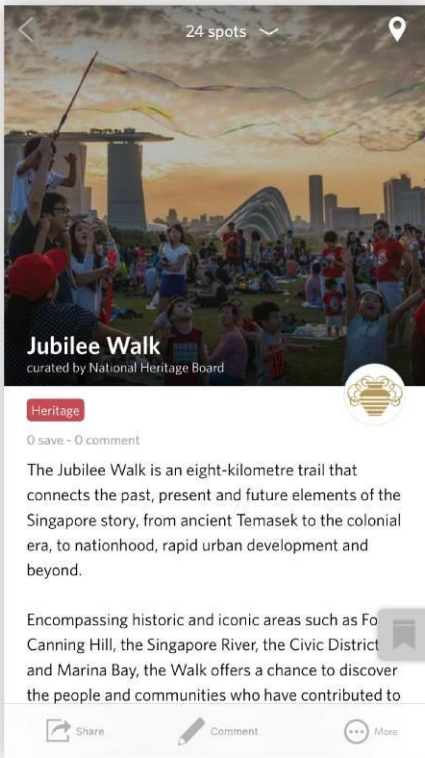 24 spots
Jubilee Walk
curated by National Heritage Board
Heritage
0 save - 0 comment
The Jubilee Walk is an eight-kilometre trail that
connects the past, present and future elements of the
Singapore story, from ancient Temasek to the colonial
era, to nationhood, rapid urban development and
beyond.
Encompassing historic and iconic areas such as Fo
Canning Hill, the Singapore River, the Civic District
and Marina Bay, the Walk offers a chance to discover
the people and communities who have contributed to
Share
Comment
More